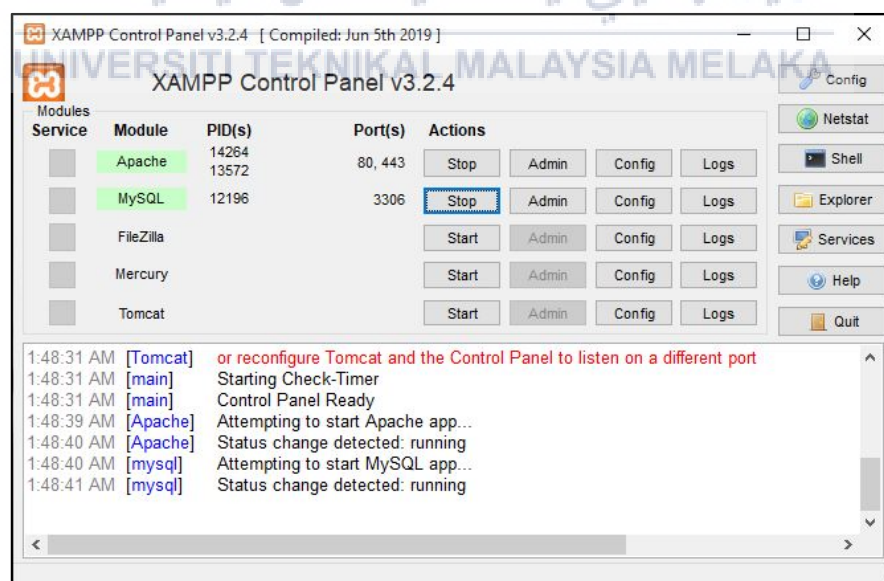 XAMPP Control Panel v3.2.4 [ Compiled: Jun 5th 2019 ]
UNIVERSITI TEKNIKAL MALAYSIA MELAKA
XAMPP Control Panel v3.2.4
Config
Modules
Service Module PID(s) Port(s) Actions
Netstat
Apache 14264 13572 80, 443 Stop Admin Config Logs
Shell
MySQL 12196 3306 Stop Admin Config Logs
Explorer
FileZilla Start Admin Config Logs
Services
Mercury Start Admin Config Logs
Help
Tomcat Start Admin Config Logs
Quit
1:48:31 AM [Tomcat] or reconfigure Tomcat and the Control Panel to listen on a different port
1:48:31 AM [main] Starting Check-Timer
1:48:31 AM [main] Control Panel Ready
1:48:39 AM [Apache] Attempting to start Apache app...
1:48:40 AM [Apache] Status change detected: running
1:48:40 AM [mysql] Attempting to start MySQL app...
1:48:41 AM [mysql] Status change detected: running